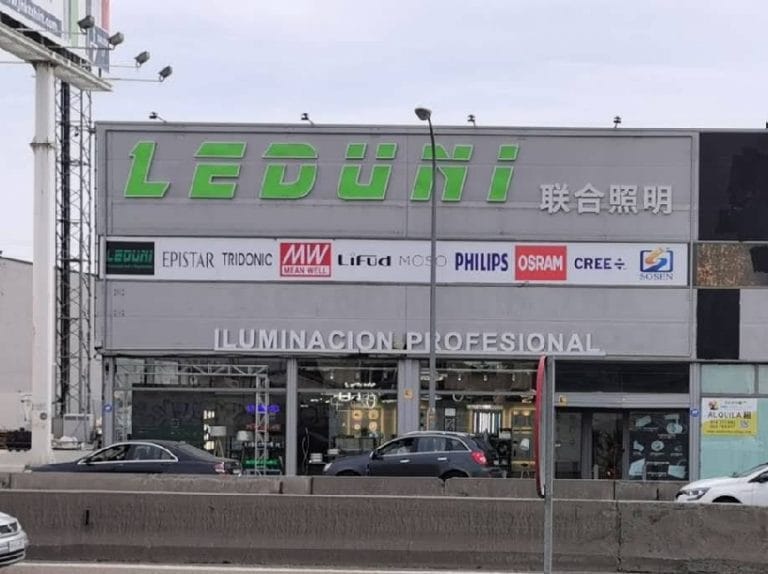 LEDÜNi
联合照明
LEDUNI EPISTAR TRIDONIC MW MEAN WELL LiFUD MOSO PHILIPS OSRAM CREE SOSEN
ILUMINACION PROFESIONAL
ALQUILA